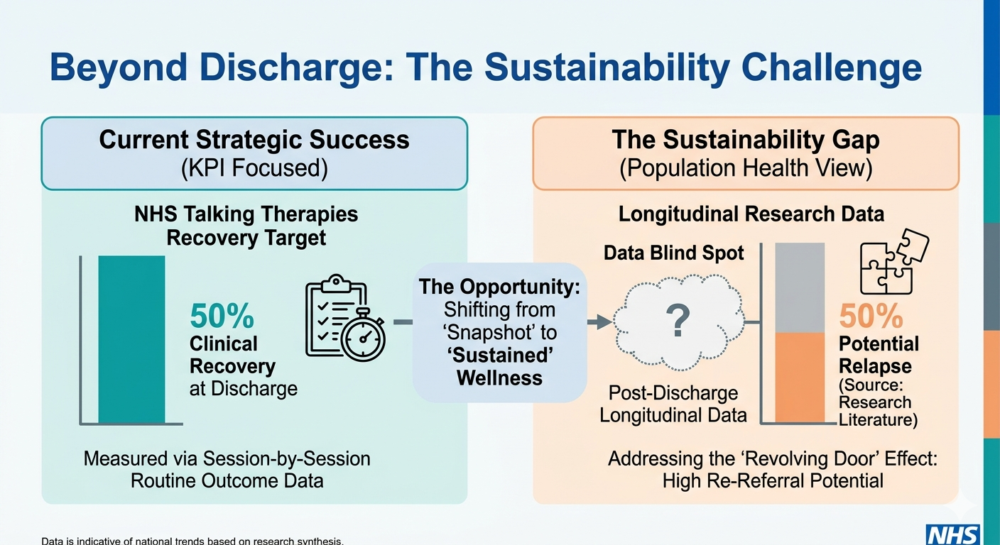 Beyond Discharge: The Sustainability Challenge
Current Strategic Success
(KPI Focused)
NHS Talking Therapies
Recovery Target
50%
Clinical
Recovery
at Discharge
Measured via Session-by-Session
Routine Outcome Data
The Opportunity:
Shifting from
‘Snapshot’ to
‘Sustained’
Wellness
The Sustainability Gap
(Population Health View)
Longitudinal Research Data
Data Blind Spot
?
Post-Discharge
Longitudinal Data
50%
Potential
Relapse
(Source:
Research
Literature)
Addressing the ‘Revolving Door’ Effect:
High Re-Referral Potential
Data is indicative of national trends based on research synthesis.
NHS